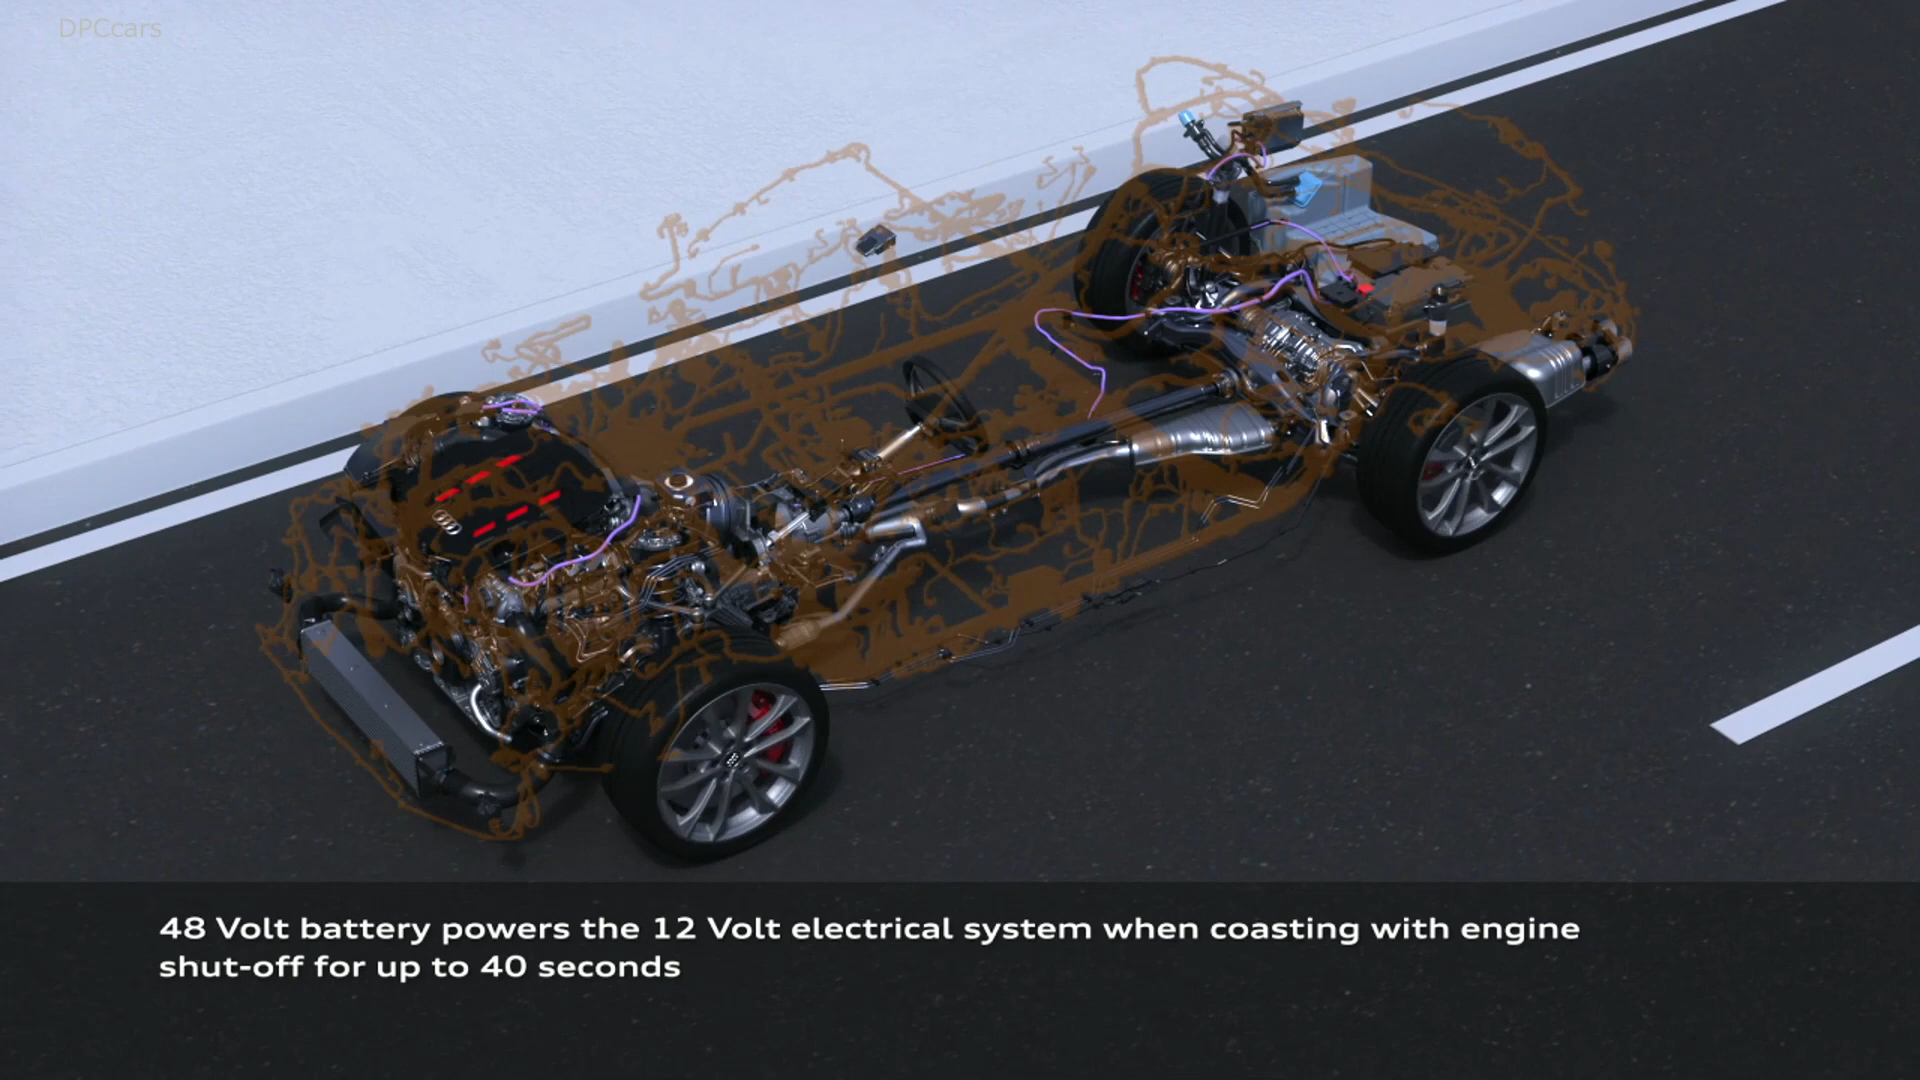 DPCcars
48 Volt battery powers the 12 Volt electrical system when coasting with engine
shut-off for up to 40 seconds